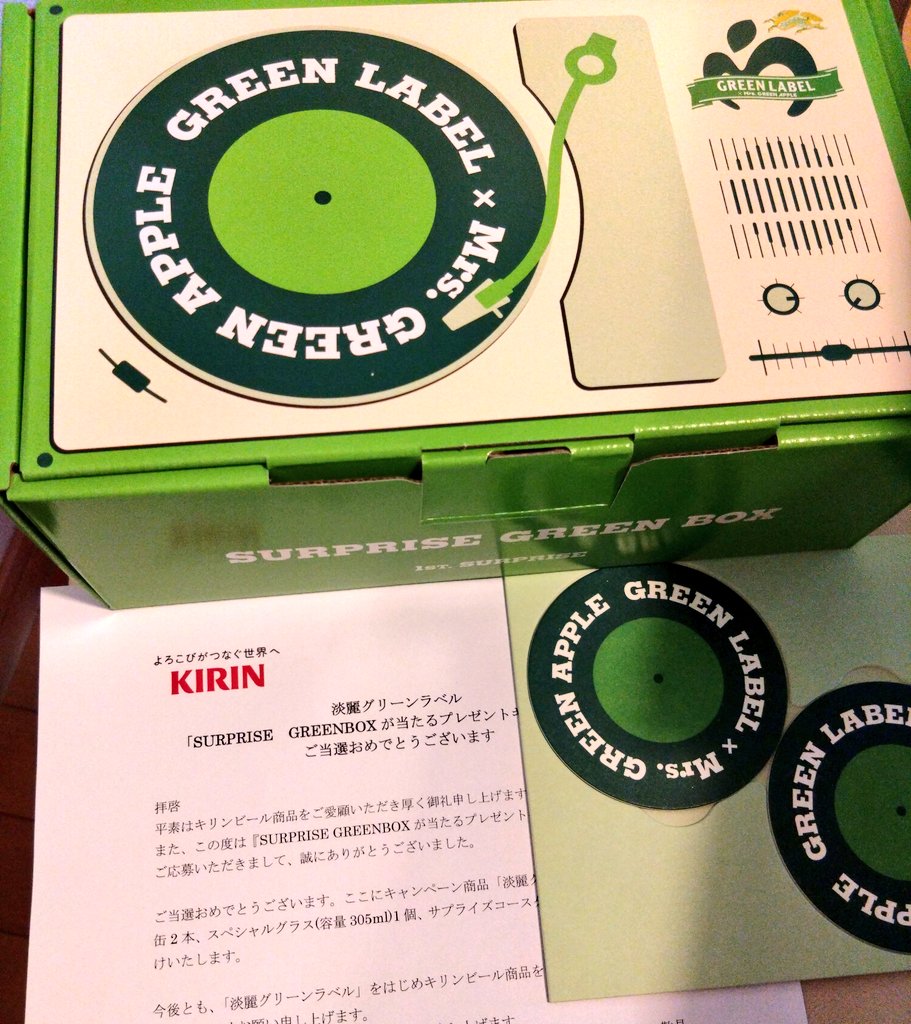 GREEN LABEL × Mrs. GREEN APPLE
GREEN LABEL
× Mrs. GREEN APPLE
SURPRISE GREEN BOX
1ST. SURPRISE
よろこびがつなぐ世界へ
KIRIN
淡麗グリーンラベル
「SURPRISE GREENBOX が当たるプレゼント
ご当選おめでとうございます
拝啓
平素はキリンビール商品をご愛顧いただき厚く御礼申し上げます
また、この度は『SURPRISE GREENBOX が当たるプレゼント
ご応募いただきまして、誠にありがとうございました。
ご当選おめでとうございます。ここにキャンペーン商品「淡麗
缶 2 本、スペシャルグラス(容量 305ml)1 個、サプライズコース
けいたします。
今後とも、「淡麗グリーンラベル」をはじめキリンビール商品を
お願い申し上げます。
GREEN LABEL × Mrs. GREEN APPLE
GREEN LABEL
APPLE